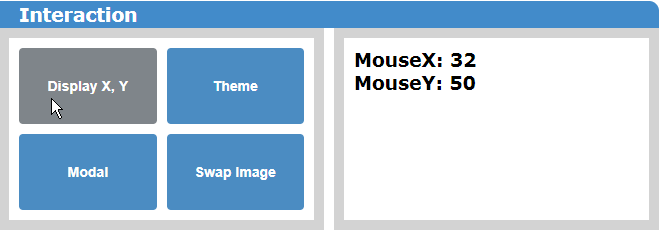 Interaction
Display X, Y
Theme
Modal
Swap Image
MouseX: 32
MouseY: 50